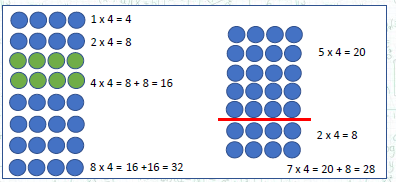 1 x 4 = 4
2 x 4 = 8
4 x 4 = 8 + 8 = 16
8 x 4 = 16 +16 = 32
5 x 4 = 20
2 x 4 = 8
7 x 4 = 20 + 8 = 28